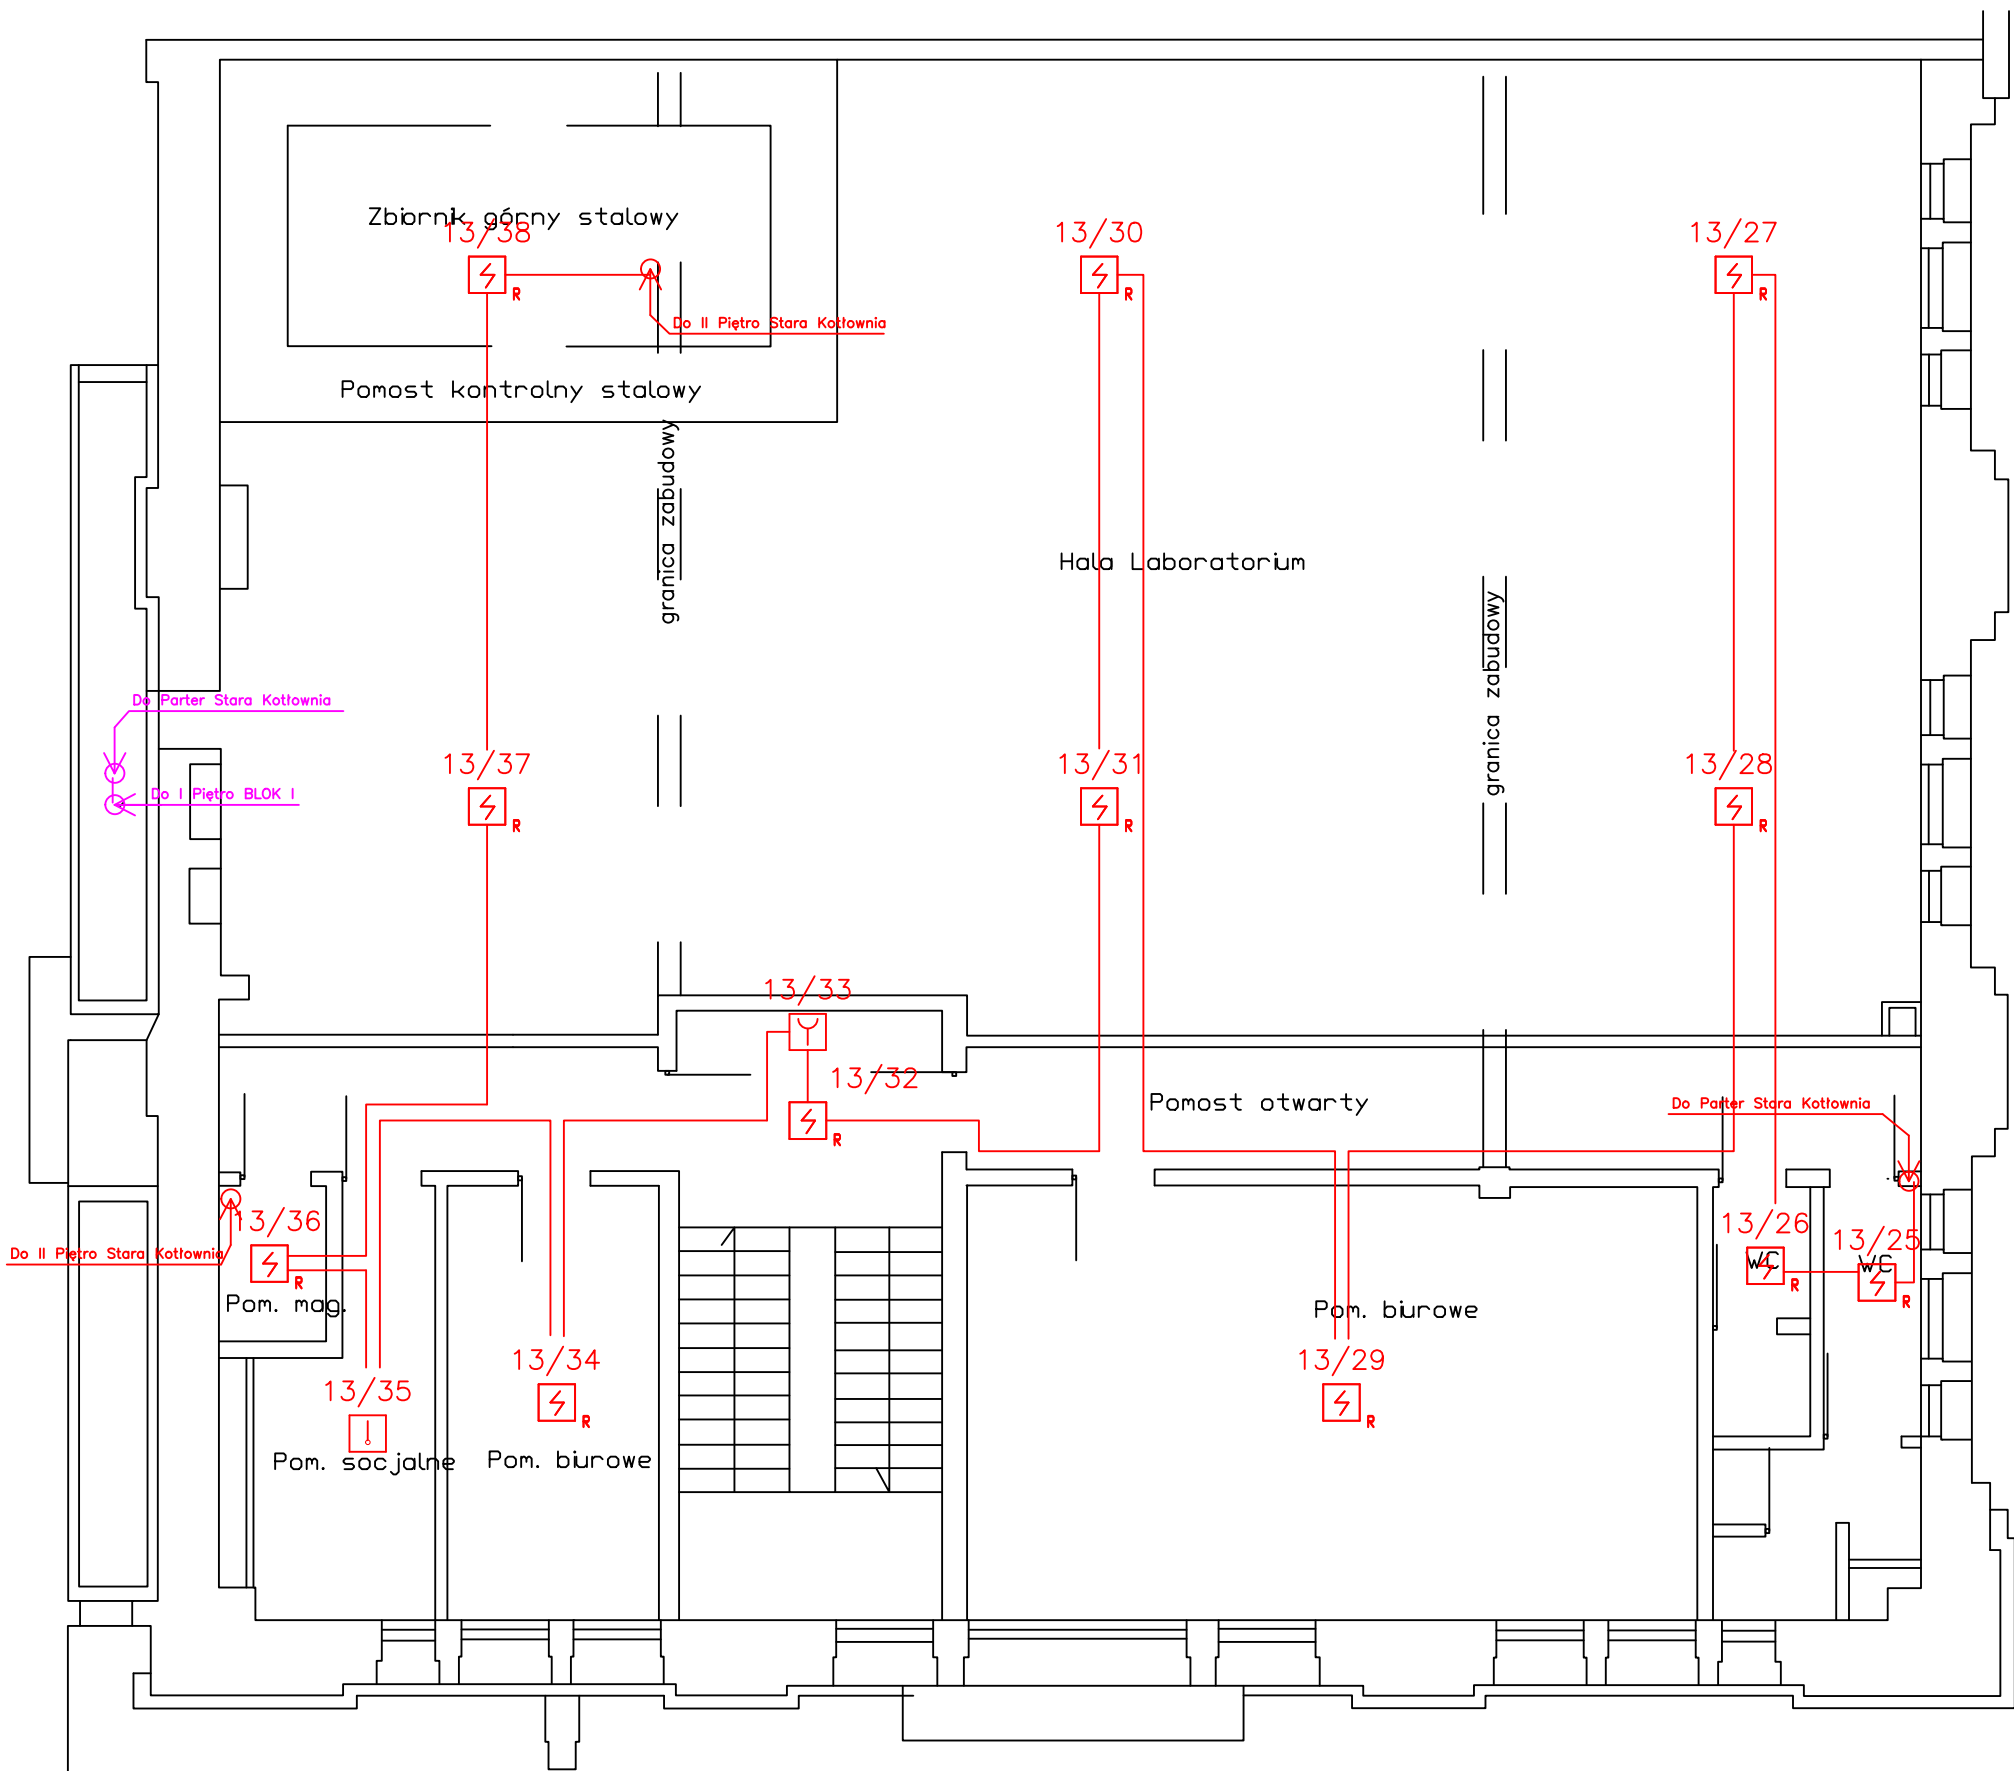 Zbiornik górny stalowy
13/38
R
13/30
R
13/27
R
Do II Piętro Stara Kotłownia
Pomost kontrolny stalowy
granica zabudowy
Hala Laboratorium
granica zabudowy
Do Parter Stara Kotłownia
Do I Piętro BLOK I
13/37
R
13/31
R
13/28
R
13/33
13/32
R
Pomost otwarty
Do Parter Stara Kotłownia
13/36
R
Do II Piętro Stara Kotłownia
Pom. mag.
13/26
WC
R
13/25
WC
R
Pom. biurowe
13/35
13/34
R
13/29
R
Pom. socjalne
Pom. biurowe